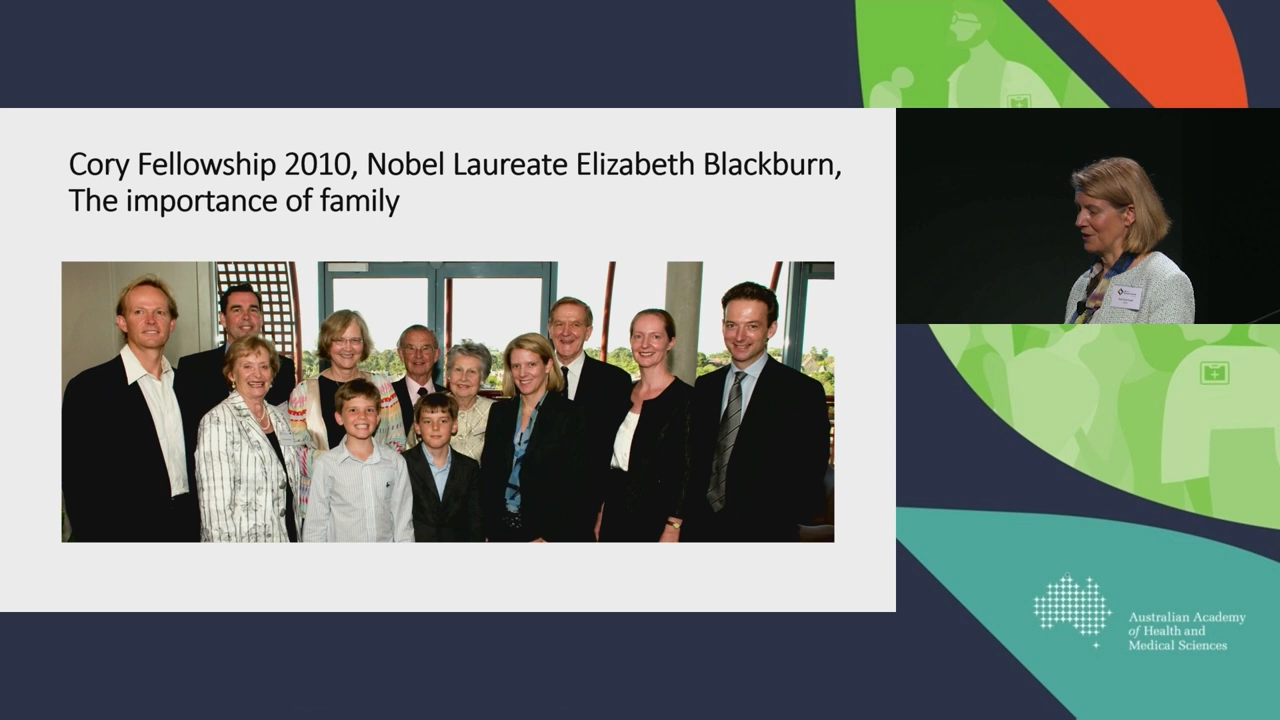 Cory Fellowship 2010, Nobel Laureate Elizabeth Blackburn,
The importance of family
Australian Academy
of Health and
Medical Sciences